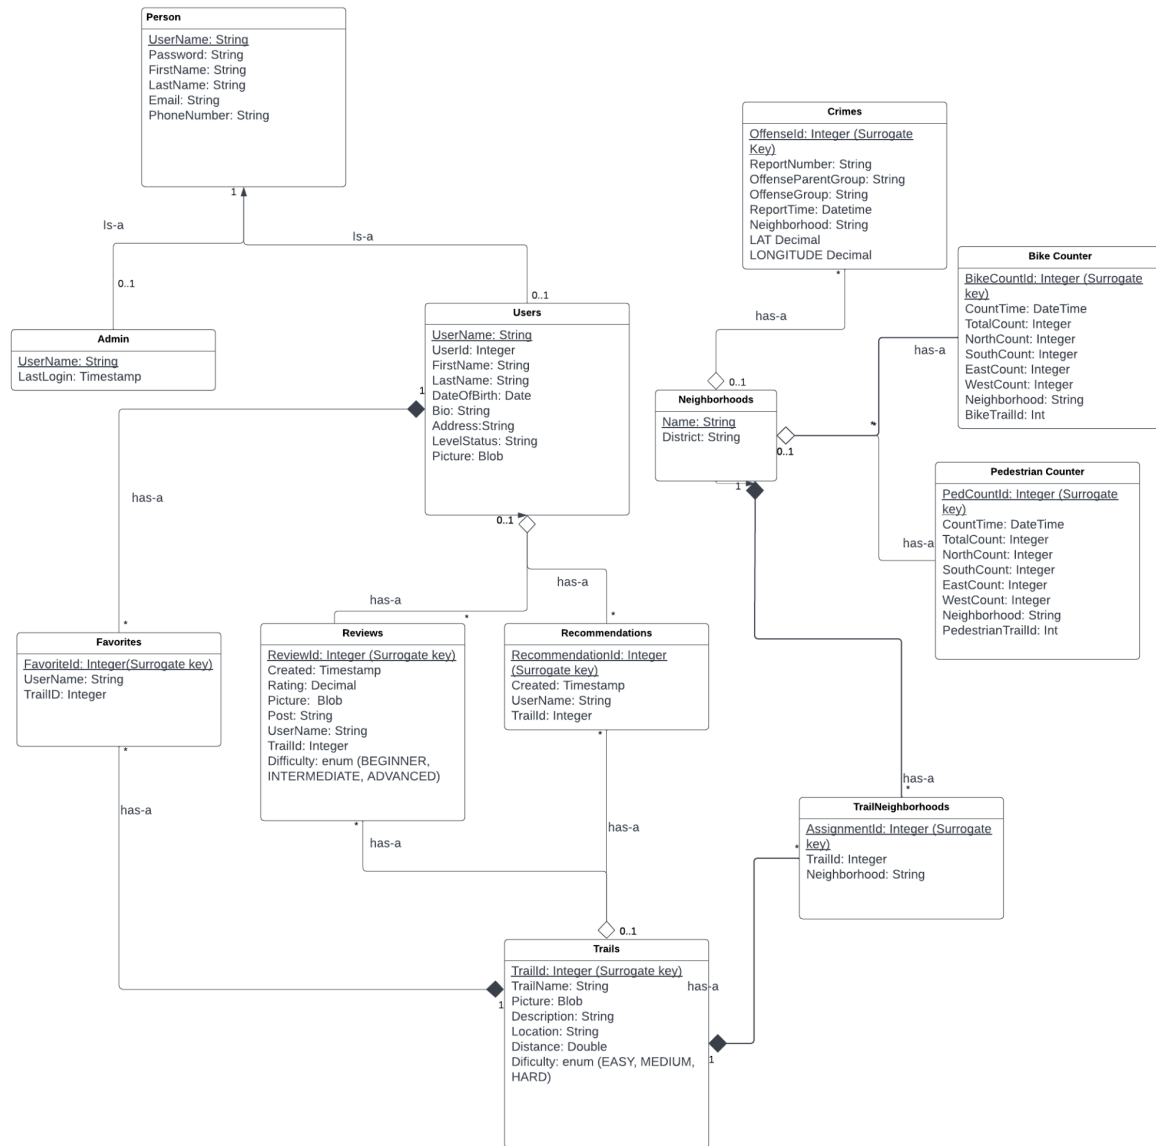 Person
UserName: String
Password: String
FirstName: String
LastName: String
Email: String
PhoneNumber: String
1
Is-a
Is-a
0..1
0..1
Admin
UserName: String
LastLogin: Timestamp
Users
UserName: String
UserId: Integer
FirstName: String
LastName: String
DateOfBirth: Date
Bio: String
Address:String
LevelStatus: String
Picture: Blob
1
has-a
*
0..1
has-a
has-a
*
*
Crimes
OffenseId: Integer (Surrogate
Key)
ReportNumber: String
OffenseParentGroup: String
OffenseGroup: String
ReportTime: Datetime
Neighborhood: String
LAT Decimal
LONGITUDE Decimal
*
has-a
0..1
Bike Counter
BikeCountId: Integer (Surrogate
key)
CountTime: DateTime
TotalCount: Integer
NorthCount: Integer
SouthCount: Integer
EastCount: Integer
WestCount: Integer
Neighborhood: String
BikeTrailId: Int
has-a
Neighborhoods
Name: String
District: String
0..1
*
*
1
Pedestrian Counter
PedCountId: Integer (Surrogate
key)
CountTime: DateTime
TotalCount: Integer
NorthCount: Integer
SouthCount: Integer
EastCount: Integer
WestCount: Integer
Neighborhood: String
PedestrianTrailId: Int
has-a
Favorites
FavoriteId: Integer(Surrogate key)
UserName: String
TrailID: Integer
*
has-a
Reviews
ReviewId: Integer (Surrogate key)
Created: Timestamp
Rating: Decimal
Picture:  Blob
Post: String
UserName: String
TrailId: Integer
Difficulty: enum (BEGINNER,
INTERMEDIATE, ADVANCED)
*
has-a
Recommendations
RecommendationId: Integer
(Surrogate key)
Created: Timestamp
UserName: String
TrailId: Integer
*
has-a
has-a
*
TrailNeighborhoods
AssignmentId: Integer (Surrogate
key)
TrailId: Integer
Neighborhood: String
*
0..1
Trails
TrailId: Integer (Surrogate key)
TrailName: String
Picture: Blob
Description: String
Location: String
Distance: Double
Dificulty: enum (EASY, MEDIUM,
HARD)
has-a
1
1